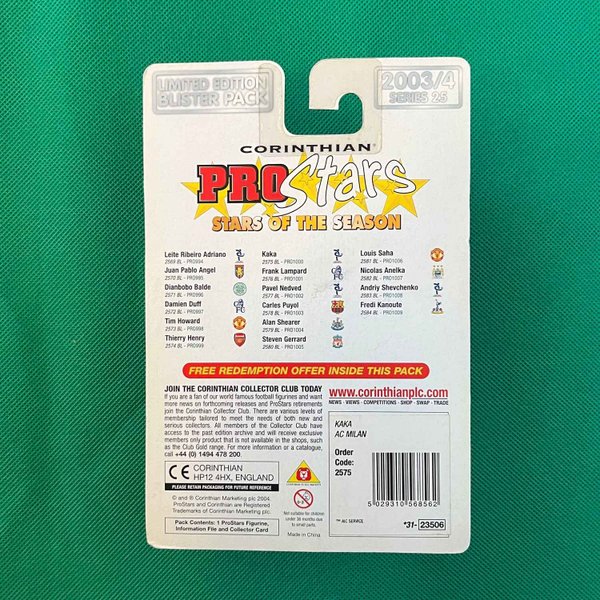 LIMITED EDITION
BLISTER PACK
2003/4
SERIES 25
CORINTHIAN®
PROStars
STARS OF THE SEASON
Leite Ribeiro Adriano
2569 BL - PRO994
Juan Pablo Angel
2570 BL - PRO995
Dianbobo Balde
2571 BL - PRO996
Damien Duff
2572 BL - PRO997
Tim Howard
2573 BL - PRO998
Thierry Henry
2574 BL - PRO999
Kaka
2575 BL - PRO1000
Frank Lampard
2576 BL - PRO1001
Pavel Nedved
2577 BL - PRO1002
Carles Puyol
2578 BL - PRO1003
Alan Shearer
2579 BL - PRO1004
Steven Gerrard
2580 BL - PRO1005
Louis Saha
2581 BL - PRO1006
Nicolas Anelka
2582 BL - PRO1007
Andriy Shevchenko
2583 BL - PRO1008
Fredi Kanoute
2584 BL - PRO1009
FREE REDEMPTION OFFER INSIDE THIS PACK
JOIN THE CORINTHIAN COLLECTOR CLUB TODAY
If you are a fan of our world famous football figurines and want
more news on forthcoming releases and ProStars retirements
join the Corinthian Collector Club. There are various levels of
membership tailored to meet the needs of both new and
serious collectors. All members of the Collector Club have
access to the past edition archive and will receive exclusive
members only product that is not available in the shops, such
as the Club Gold range. For more information or a catalogue,
call +44 (0) 1494 478 200.
www.corinthianplc.com
NEWS - VIEWS - COMPETITIONS - SHOP - SWAP - TRADE
KAKA
AC MILAN
Order
Code:
2575
5 029310 568562
™ AIC SERVICE
*31- 23506
CE CORINTHIAN
HP12 4HX, ENGLAND
PLEASE RETAIN PACKAGING FOR FUTURE REFERENCE
© and ® Corinthian Marketing plc 2004.
ProStars and Corinthian are Registered
Trademarks of Corinthian Marketing plc.
Pack Contents: 1 ProStars Figurine,
Information File and Collector Card
0-3
Not suitable for children
under 36 months due
to small parts.
Made in China